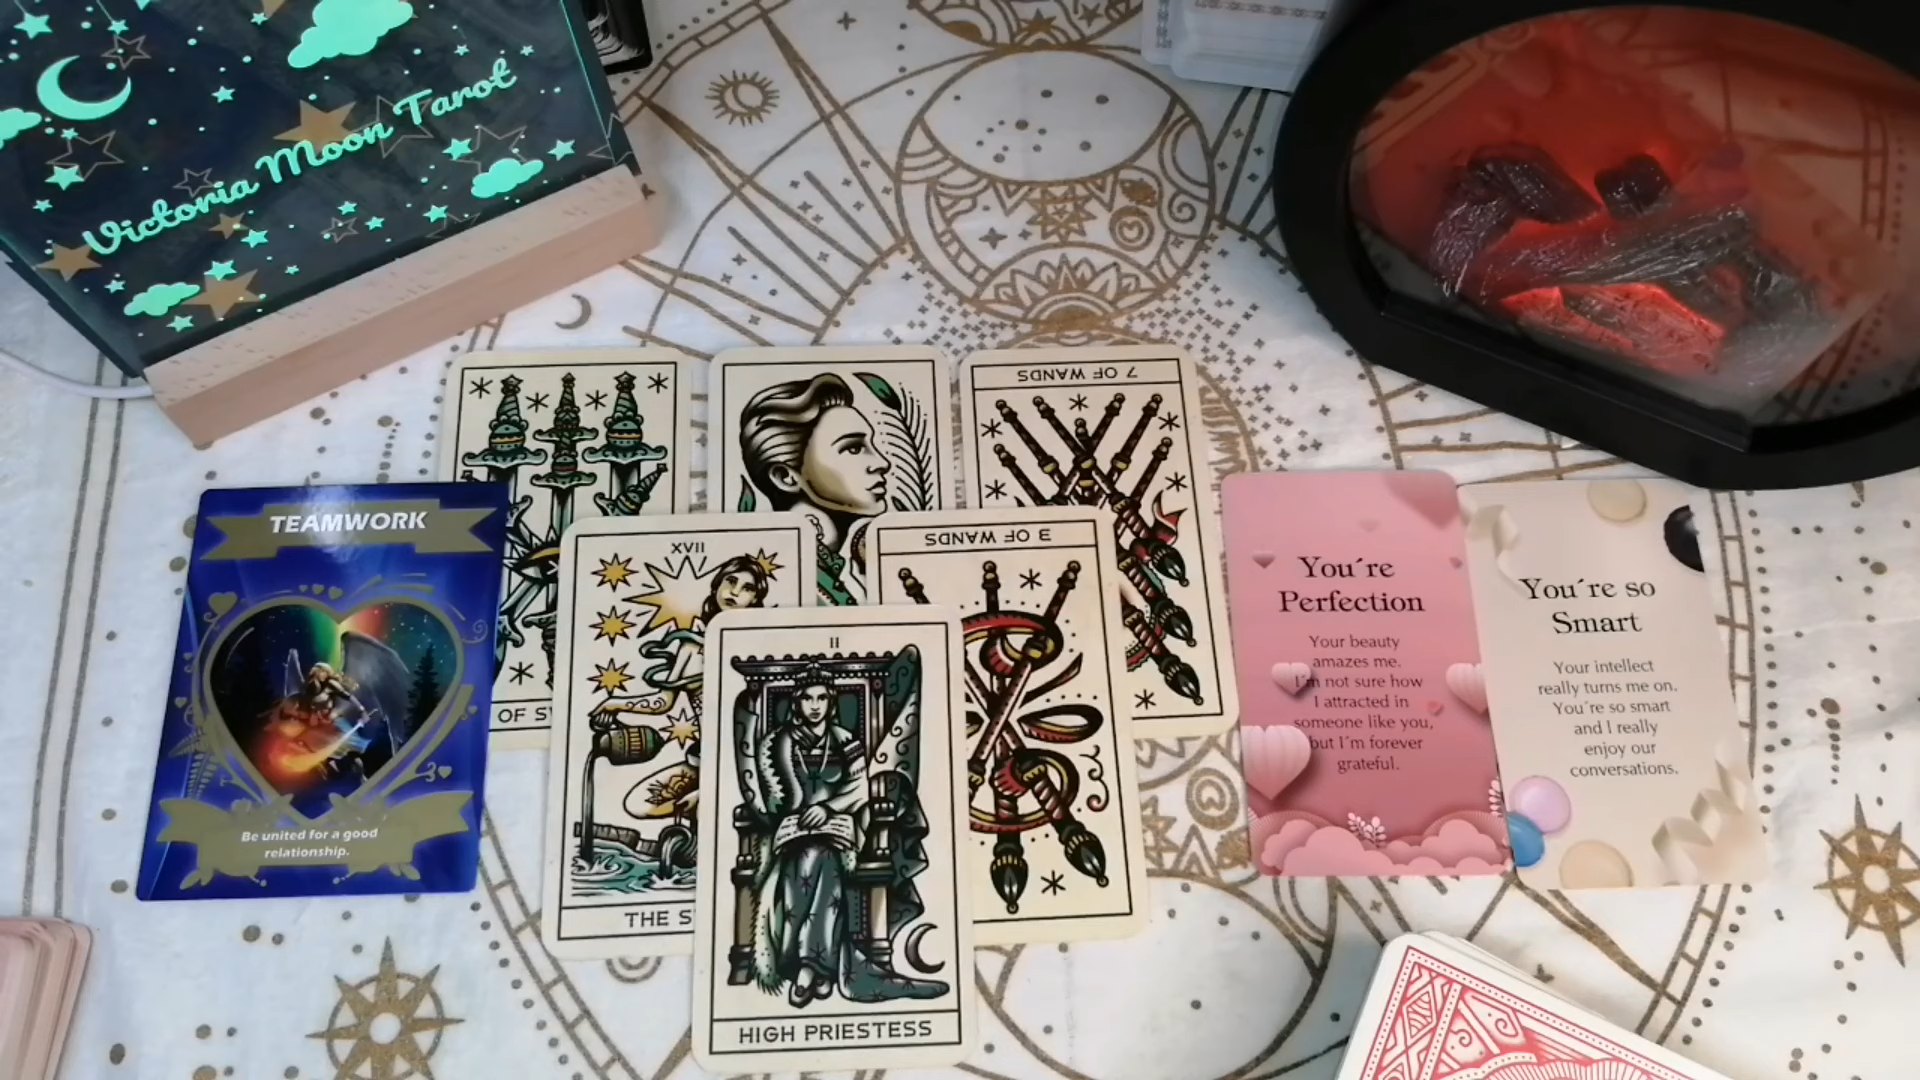 Victoria Moon Tarot
7 OF WANDS
TEAMWORK
Be united for a good
relationship.
OF
XVII
THE
3 OF WANDS
II
HIGH PRIESTESS
You´re
Perfection
Your beauty
amazes me.
I´m not sure how
I attracted in
someone like you,
but I´m forever
grateful.
You´re so
Smart
Your intellect
really turns me on.
You´re so smart
and I really
enjoy our
conversations.